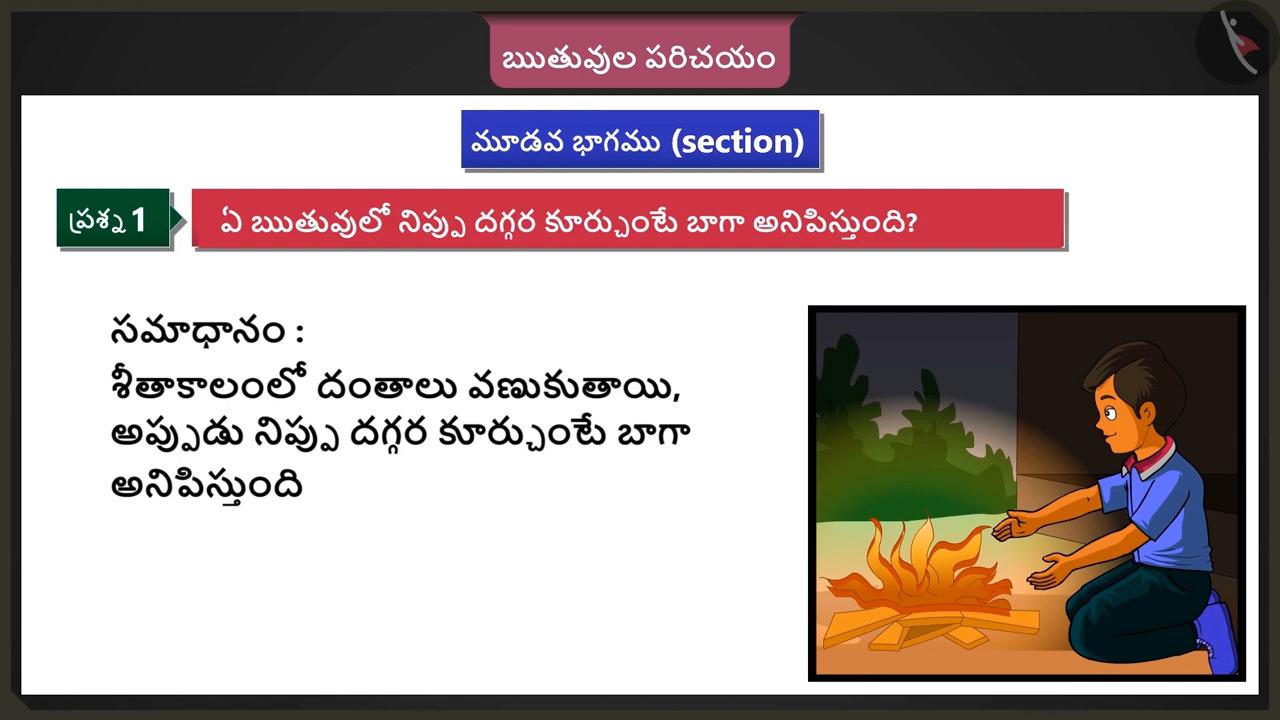 ఋతువుల పరిచయం
మూడవ భాగము (section)
ప్రశ్న 1
ఏ ఋతువులో నిప్పు దగ్గర కూర్చుంటే బాగా అనిపిస్తుంది?
సమాధానం :
శీతాకాలంలో దంతాలు వణుకుతాయి,
అప్పుడు నిప్పు దగ్గర కూర్చుంటే బాగా
అనిపిస్తుంది